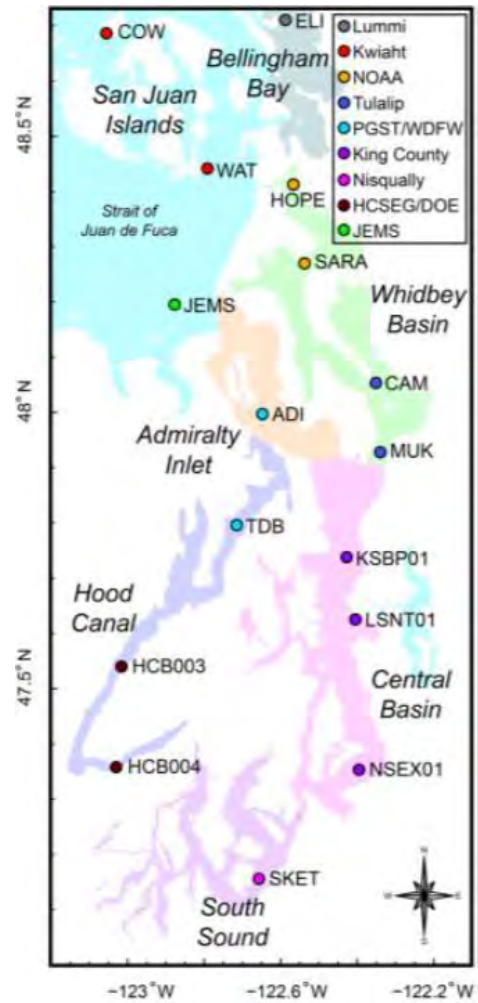 COW
ELI
Bellingham
Bay
San Juan
Islands
WAT
HOPE
Strait of
Juan de Fuca
SARA
JEMS
Whidbey
Basin
CAM
ADI
Admiralty
Inlet
MUK
TDB
KSBP01
Hood
Canal
LSNT01
HCB003
Central
Basin
HCB004
NSEX01
SKET
South
Sound
Lummi
Kwiaht
NOAA
Tulalip
PGST/WDFW
King County
Nisqually
HCSEG/DOE
JEMS
48.5° N
48° N
47.5° N
−123° W
−122.6° W
−122.2° W